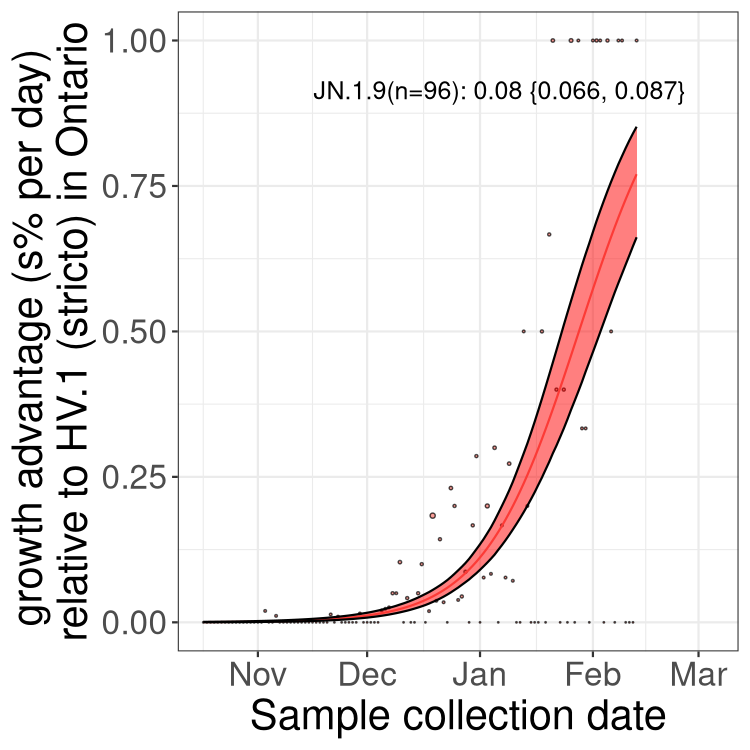 growth advantage (s% per day)
relative to HV.1 (stricto) in Ontario
1.00
0.75
0.50
0.25
0.00
JN.1.9(n=96): 0.08 {0.066, 0.087}
Nov Dec Jan Feb Mar
Sample collection date